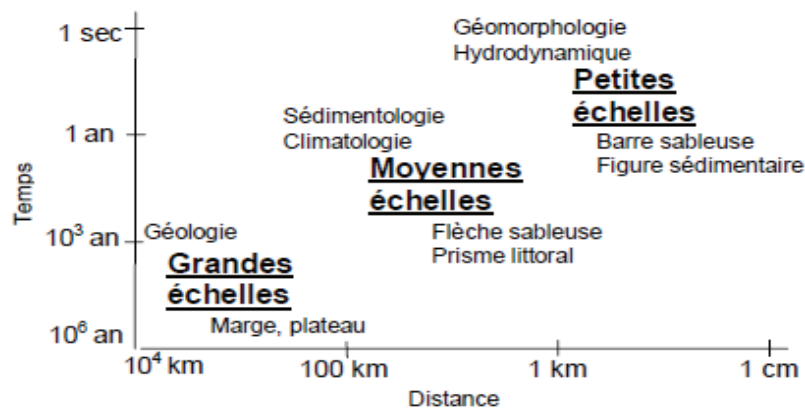 1 sec
Géomorphologie
Hydrodynamique
Petites
échelles
Barre sableuse
Figure sédimentaire
Sédimentologie
Climatologie
1 an
Moyennes
échelles
Flèche sableuse
Prisme littoral
Temps
10³ an
Géologie
Grandes
échelles
Marge, plateau
10⁶ an
10⁴ km
100 km
1 km
1 cm
Distance